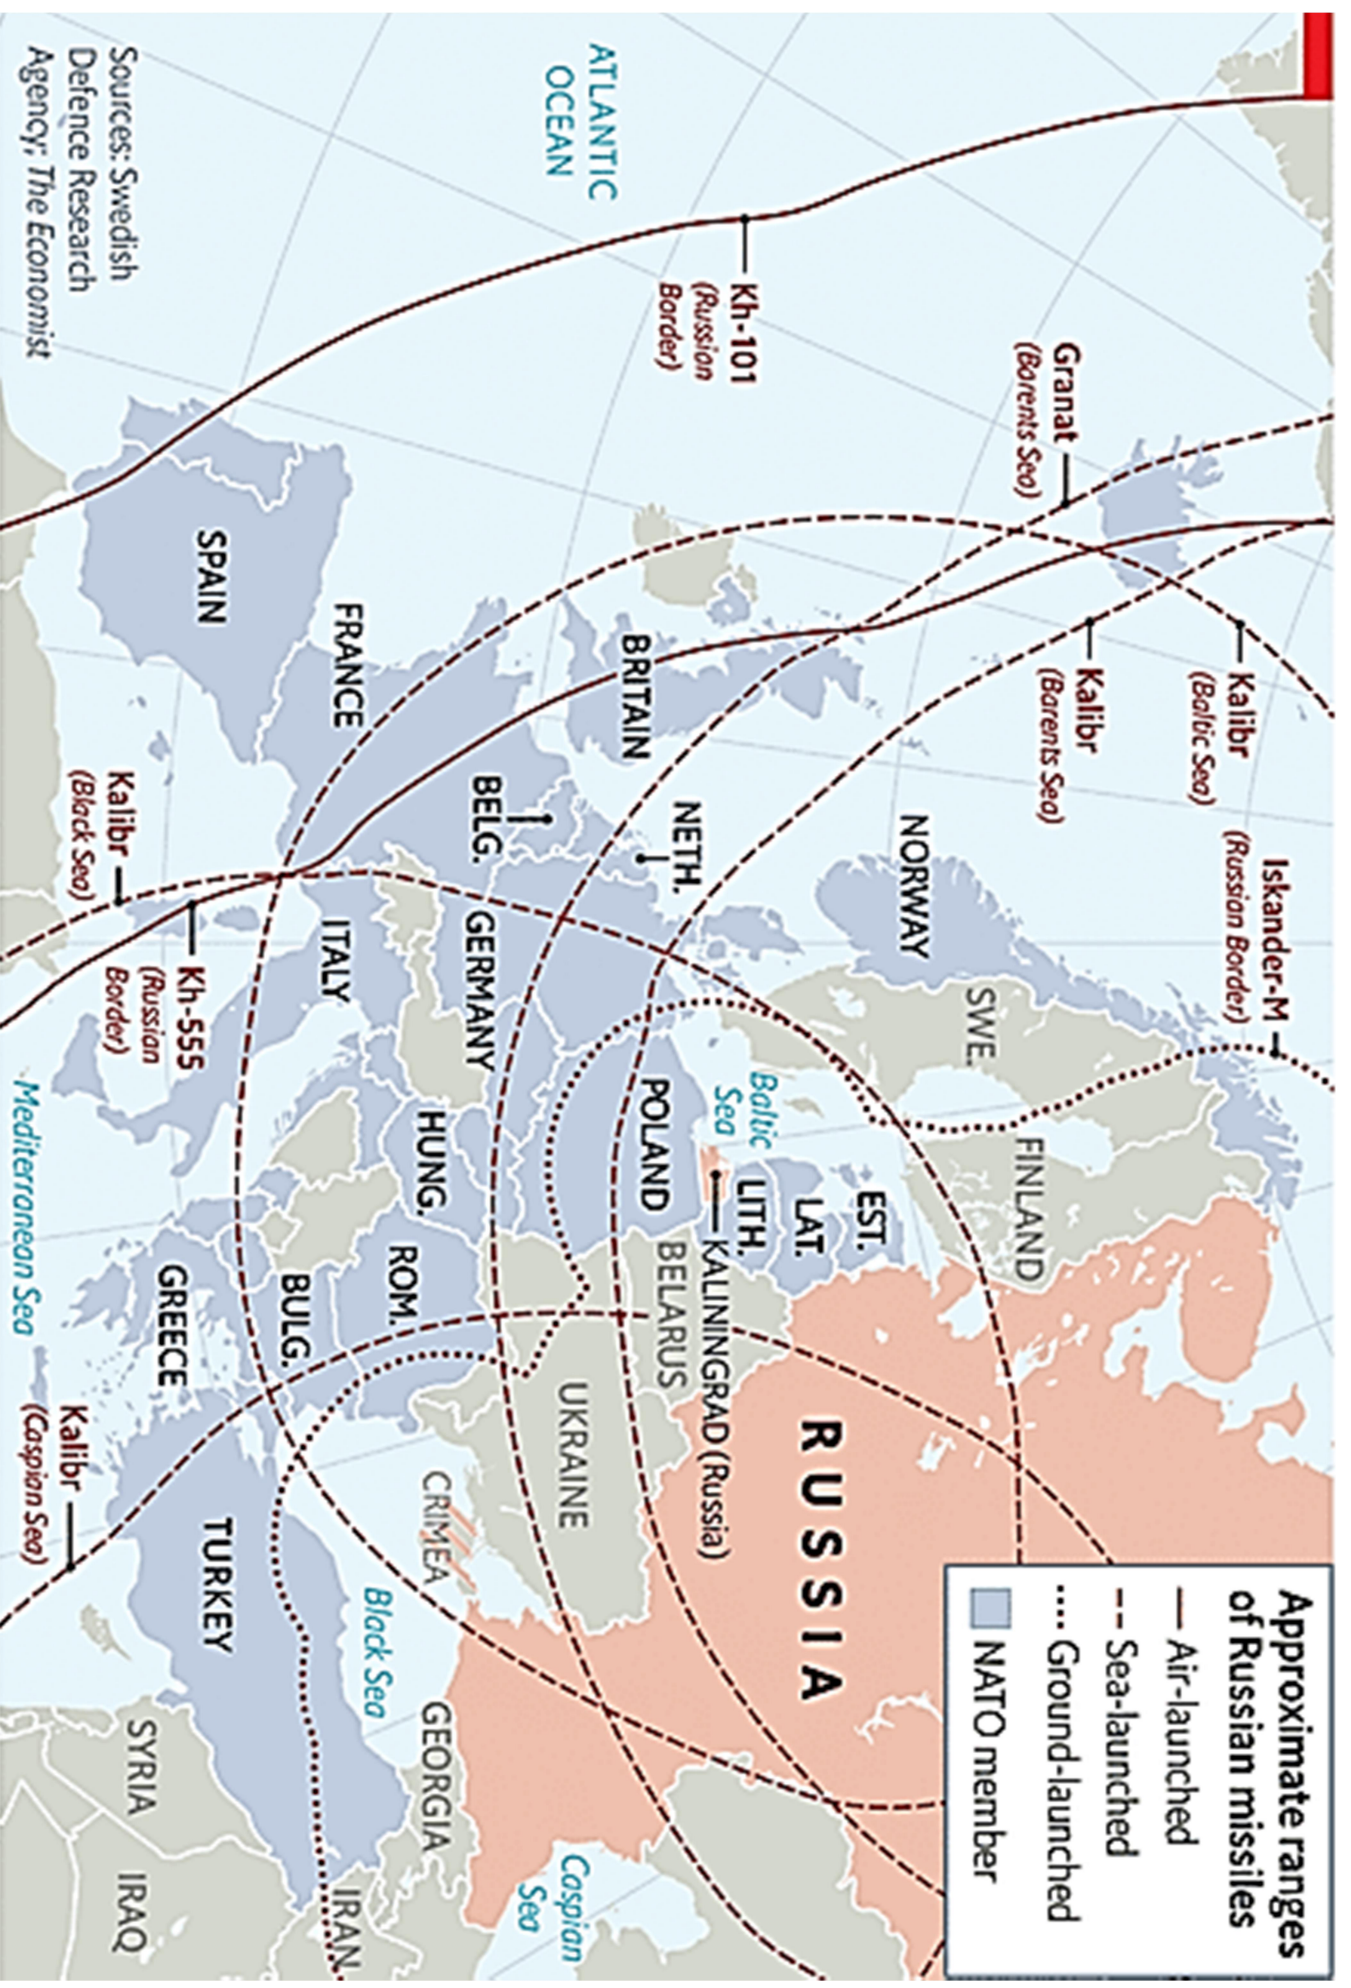 Approximate ranges
of Russian missiles
Air-launched
Sea-launched
Ground-launched
NATO member
Iskander-M
(Russian Border)
Kalibr
(Baltic Sea)
Kalibr
(Barents Sea)
Granat
(Barents Sea)
Kh-101
(Russian
Border)
ATLANTIC
OCEAN
NORWAY
SWE.
FINLAND
EST.
LAT.
LITH.
Baltic
Sea
KALININGRAD (Russia)
RUSSIA
BRITAIN
NETH.
BELG.
GERMANY
POLAND
BELARUS
UKRAINE
FRANCE
SPAIN
ITALY
HUNG.
ROM.
BULG.
GREECE
CRIMEA
Black Sea
GEORGIA
Caspian
Sea
TURKEY
SYRIA
IRAQ
IRAN
Kalibr
(Black Sea)
Kh-555
(Russian
Border)
Mediterranean Sea
Kalibr
(Caspian Sea)
Sources: Swedish
Defence Research
Agency; The Economist